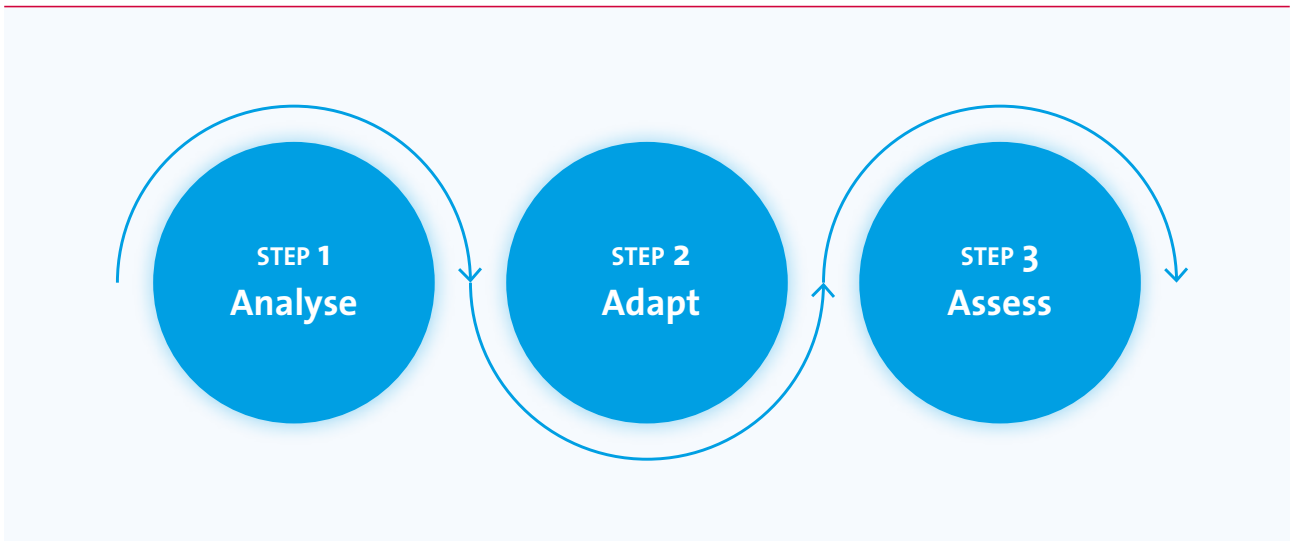 STEP 1
Analyse
STEP 2
Adapt
STEP 3
Assess